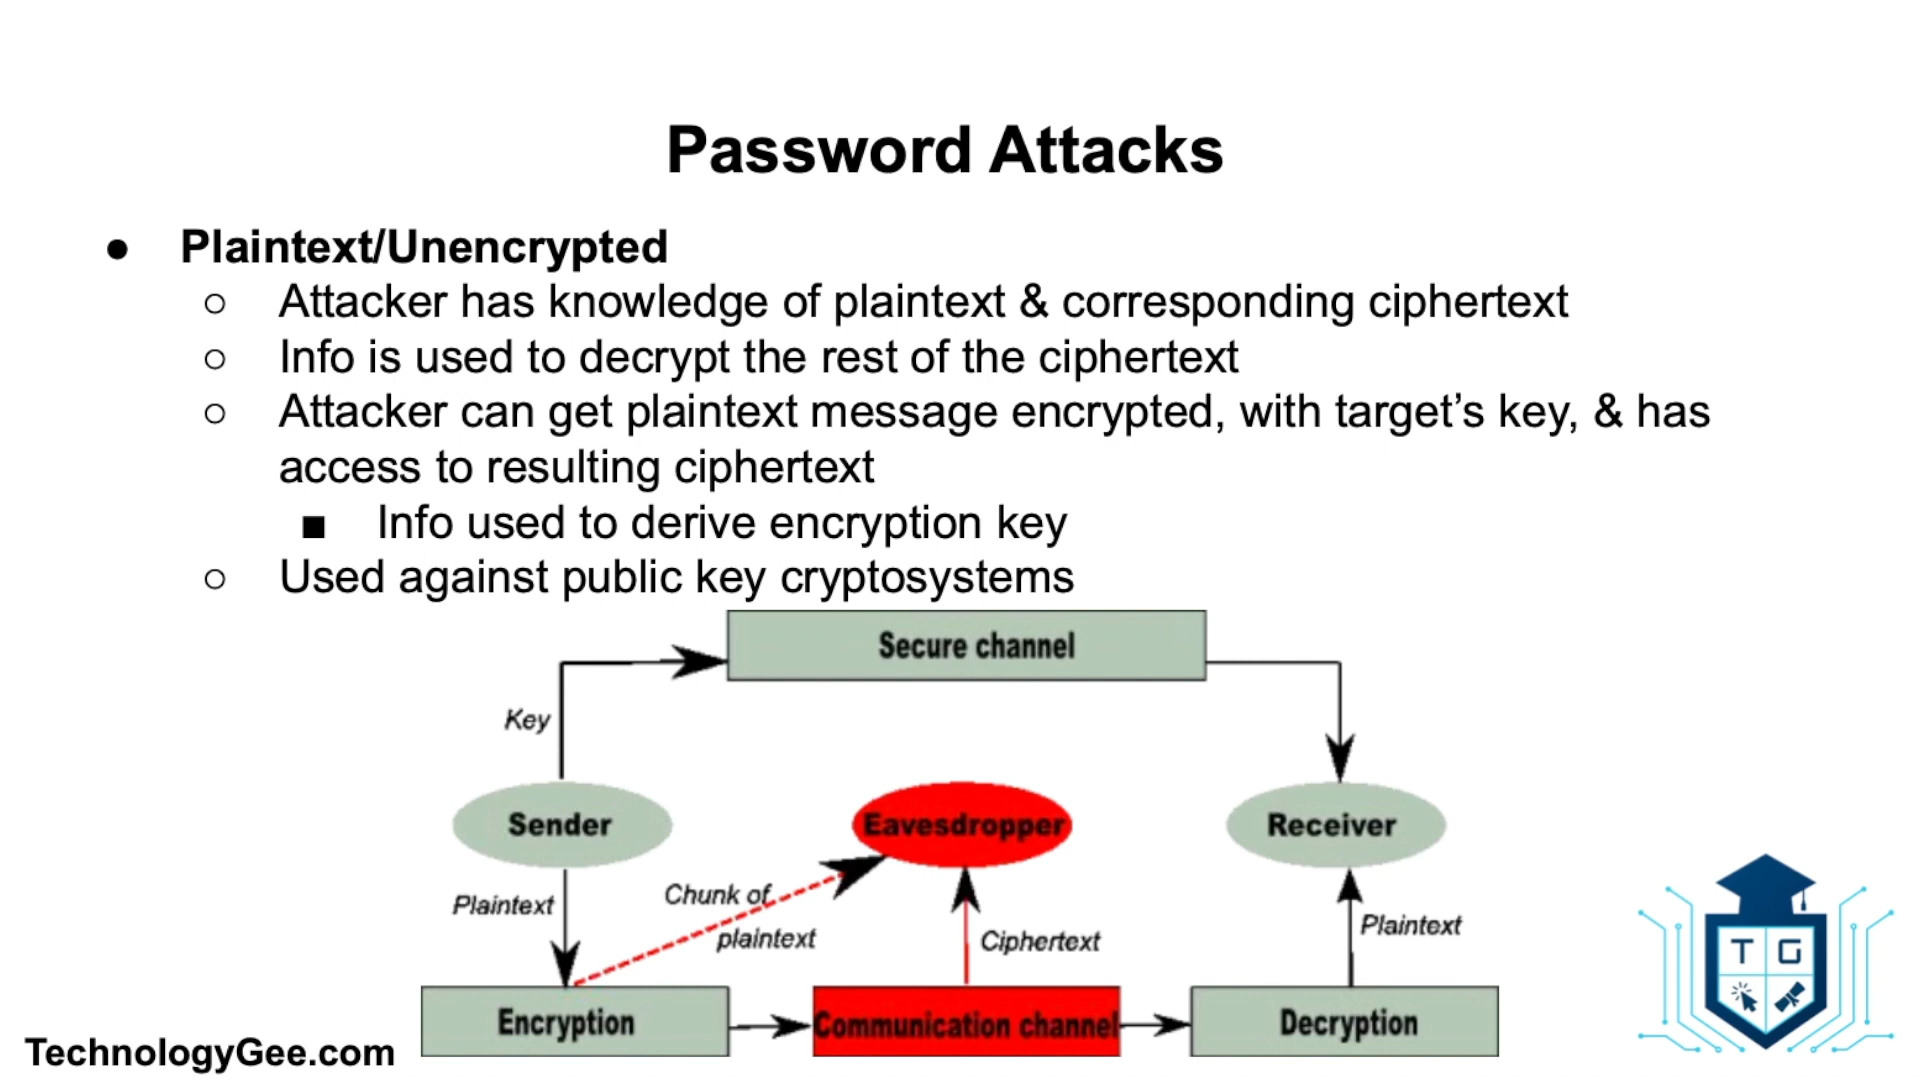 Password Attacks
● Plaintext/Unencrypted
○ Attacker has knowledge of plaintext & corresponding ciphertext
○ Info is used to decrypt the rest of the ciphertext
○ Attacker can get plaintext message encrypted, with target’s key, & has
access to resulting ciphertext
■ Info used to derive encryption key
○ Used against public key cryptosystems
Secure channel
Key
Sender
Eavesdropper
Receiver
Plaintext
Chunk of
plaintext
Ciphertext
Plaintext
Encryption
Communication channel
Decryption
T G
TechnologyGee.com